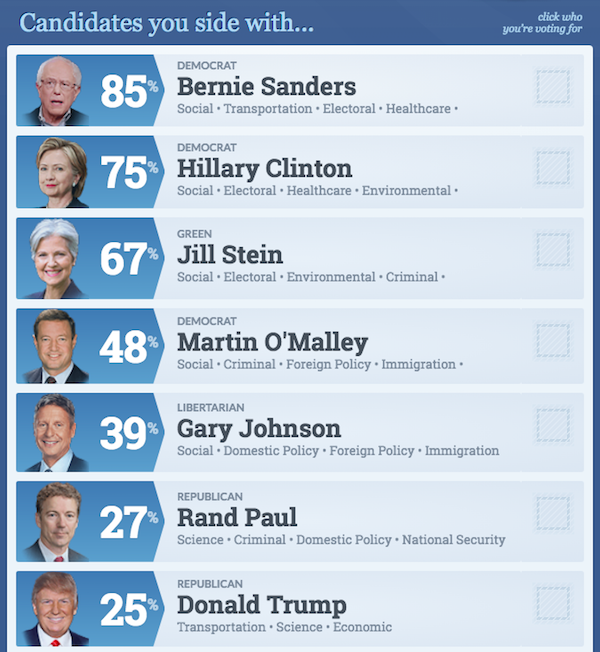 Candidates you side with...
click who
you're voting for
85%
DEMOCRAT
Bernie Sanders
Social • Transportation • Electoral • Healthcare •
75%
DEMOCRAT
Hillary Clinton
Social • Electoral • Healthcare • Environmental •
67%
GREEN
Jill Stein
Social • Electoral • Environmental • Criminal •
48%
DEMOCRAT
Martin O'Malley
Social • Criminal • Foreign Policy • Immigration •
39%
LIBERTARIAN
Gary Johnson
Social • Domestic Policy • Foreign Policy • Immigration
27%
REPUBLICAN
Rand Paul
Science • Criminal • Domestic Policy • National Security
25%
REPUBLICAN
Donald Trump
Transportation • Science • Economic